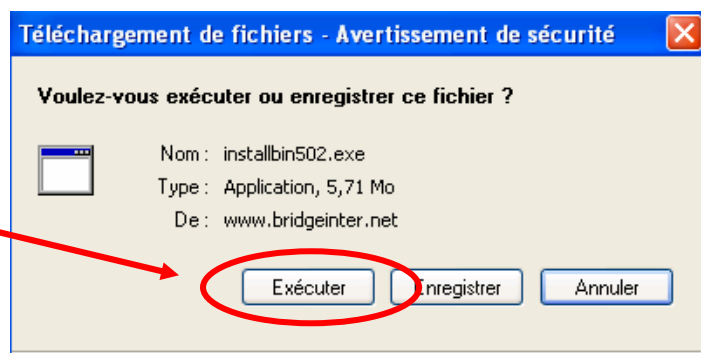 Téléchargement de fichiers - Avertissement de sécurité
Voulez-vous exécuter ou enregistrer ce fichier ?
Nom : installbin502.exe
Type : Application, 5,71 Mo
De : www.bridgeinter.net
Exécuter Enregistrer Annuler